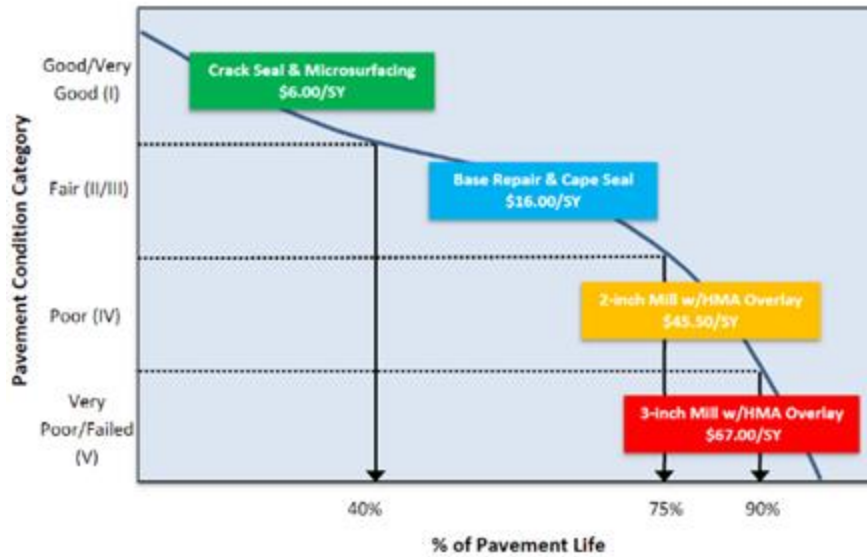 Pavement Condition Category
Good/Very
Good (I)
Fair (II/III)
Poor (IV)
Very
Poor/Failed
(V)
Crack Seal & Microsurfacing
$6.00/SY
Base Repair & Cape Seal
$16.00/SY
2-inch Mill w/HMA Overlay
$45.50/SY
3-inch Mill w/HMA Overlay
$67.00/SY
40%
75%
90%
% of Pavement Life